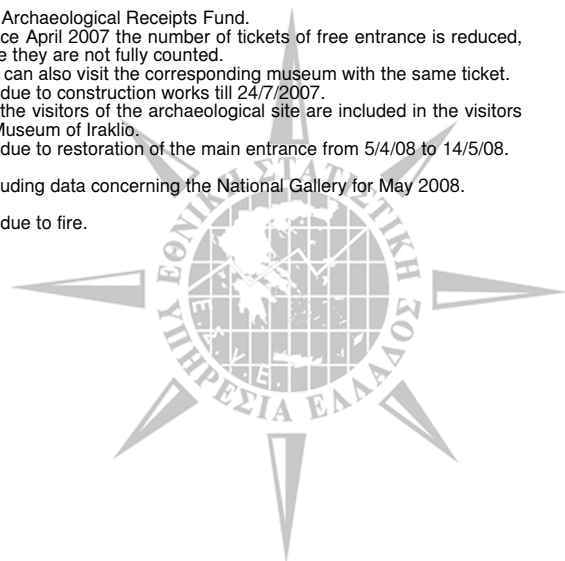 Archaeological Receipts Fund.
ce April 2007 the number of tickets of free entrance is reduced,
e they are not fully counted.
can also visit the corresponding museum with the same ticket.
due to construction works till 24/7/2007.
the visitors of the archaeological site are included in the visitors
Museum of Iraklio.
due to restoration of the main entrance from 5/4/08 to 14/5/08.
uding data concerning the National Gallery for May 2008.
due to fire.
ΕΘΝΙΚΗ ΣΤΑΤΙΣΤΙΚΗ
ΥΠΗΡΕΣΙΑ ΕΛΛΑΔΟΣ
Ε.Σ.Υ.Ε.